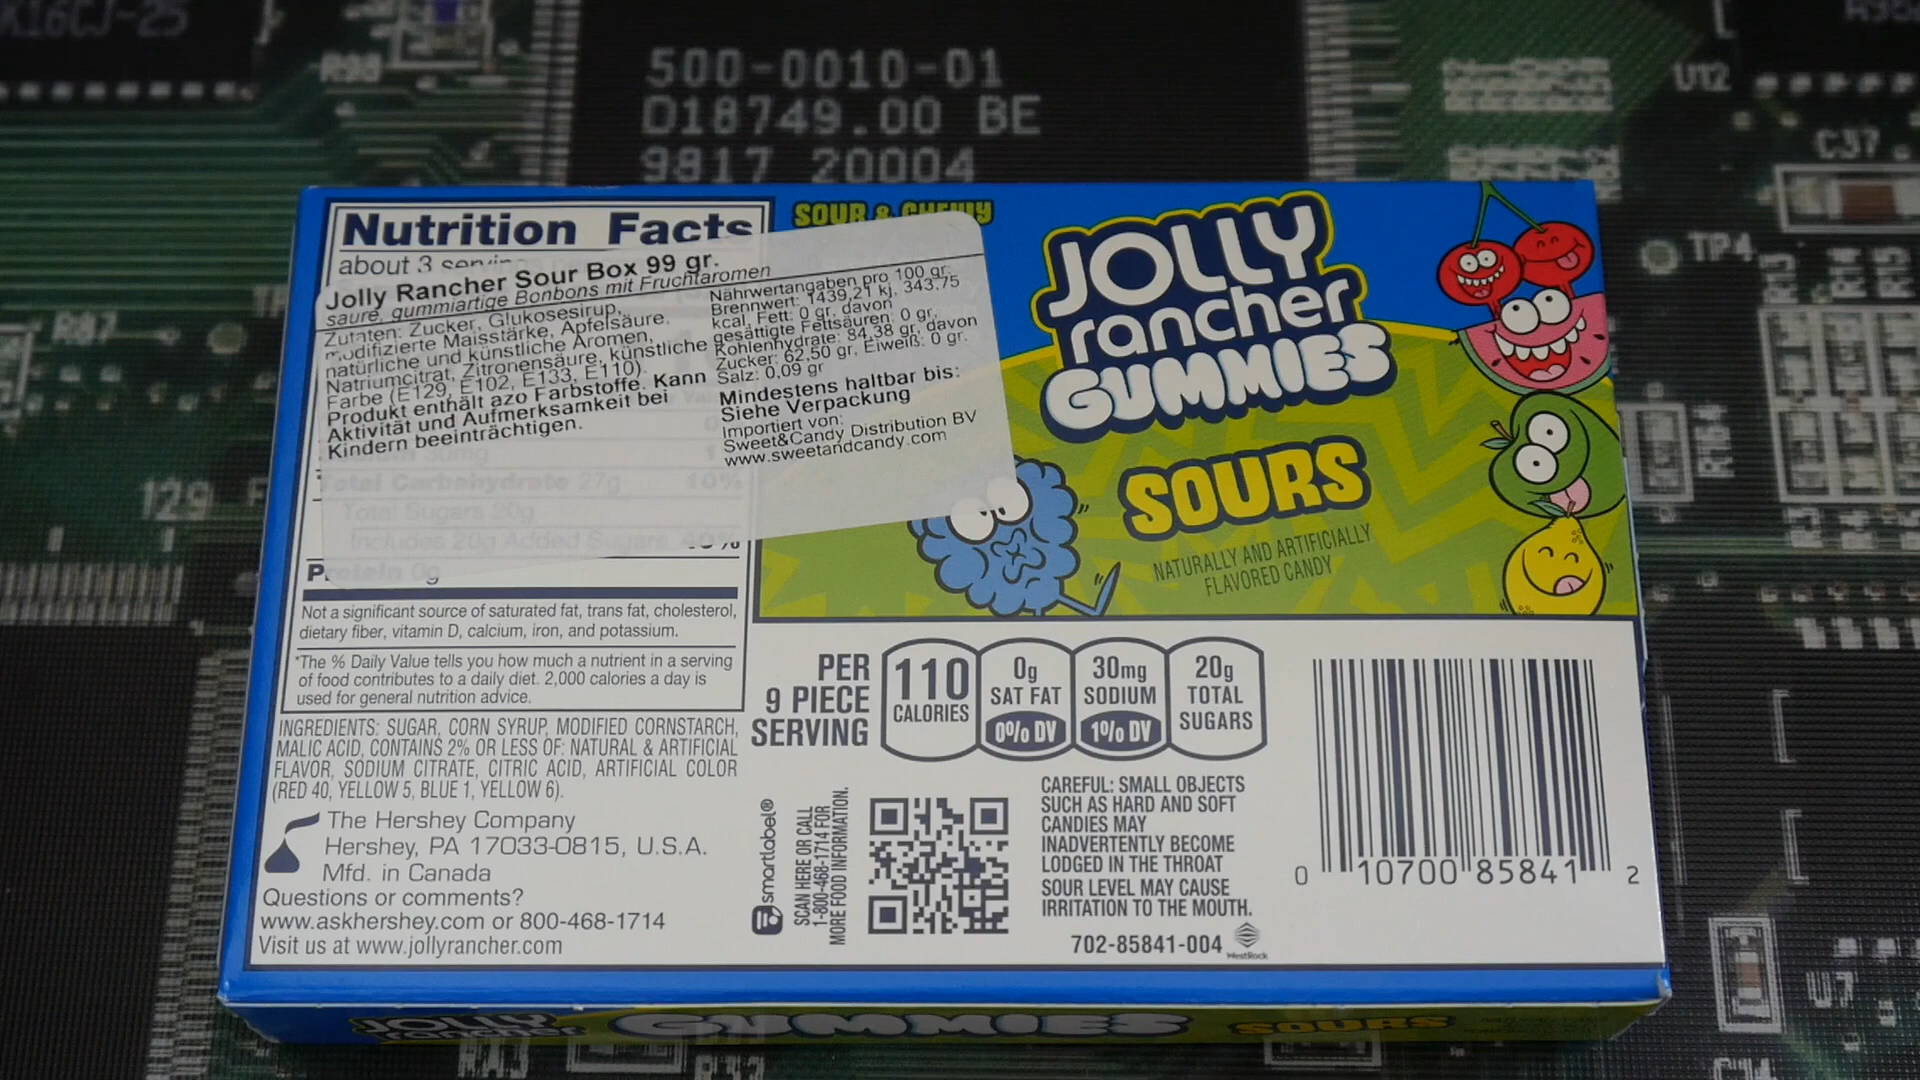 K16CJ-25
R98
500-0010-01
D18749.00 BE
9817 20004
U12
C37
TP4
R13
R14
R15
R87
129
R164
W7
Nutrition Facts
about 3
Jolly Rancher Sour Box 99 gr.
saure, gummiartige Bonbons mit Fruchtaromen
Zutaten: Zucker, Glukosesirup,
modifizierte Maisstärke, Apfelsäure,
natürliche und künstliche Aromen,
Natriumcitrat, Zitronensäure, künstliche
Farbe (E129, E102, E133, E110).
Produkt enthält azo Farbstoffe. Kann
Aktivität und Aufmerksamkeit bei
Kindern beeinträchtigen.
Nährwertangaben pro 100 gr:
Brennwert: 1439,21 kj, 343,75
kcal, Fett: 0 gr, davon
gesättigte Fettsäuren: 0 gr,
Kohlenhydrate: 84,38 gr, davon
Zucker: 62,50 gr, Eiweiß: 0 gr.
Salz: 0,09 gr
Mindestens haltbar bis:
Siehe Verpackung
Importiert von:
Sweet&Candy Distribution BV
www.sweetandcandy.com
30mg
Total Carbohydrate 27g 10%
Total Sugars 20g
Includes 20g Added Sugars 40%
Protein 0g
Not a significant source of saturated fat, trans fat, cholesterol,
dietary fiber, vitamin D, calcium, iron, and potassium.
*The % Daily Value tells you how much a nutrient in a serving
of food contributes to a daily diet. 2,000 calories a day is
used for general nutrition advice.
INGREDIENTS: SUGAR, CORN SYRUP, MODIFIED CORNSTARCH,
MALIC ACID, CONTAINS 2% OR LESS OF: NATURAL & ARTIFICIAL
FLAVOR, SODIUM CITRATE, CITRIC ACID, ARTIFICIAL COLOR
(RED 40, YELLOW 5, BLUE 1, YELLOW 6).
The Hershey Company
Hershey, PA 17033-0815, U.S.A.
Mfd. in Canada
Questions or comments?
www.askhershey.com or 800-468-1714
Visit us at www.jollyrancher.com
SOUR & CHEWY
JOLLY
rancher
GUMMIES
SOURS
NATURALLY AND ARTIFICIALLY
FLAVORED CANDY
PER
9 PIECE
SERVING
110
CALORIES
0g
SAT FAT
0% DV
30mg
SODIUM
1% DV
20g
TOTAL
SUGARS
smartlabel®
SCAN HERE OR CALL
1-800-468-1714 FOR
MORE FOOD INFORMATION.
CAREFUL: SMALL OBJECTS
SUCH AS HARD AND SOFT
CANDIES MAY
INADVERTENTLY BECOME
LODGED IN THE THROAT
SOUR LEVEL MAY CAUSE
IRRITATION TO THE MOUTH.
702-85841-004
WestRock
0 10700 85841 2
JOLLY
rancher
GUMMIES
SOURS